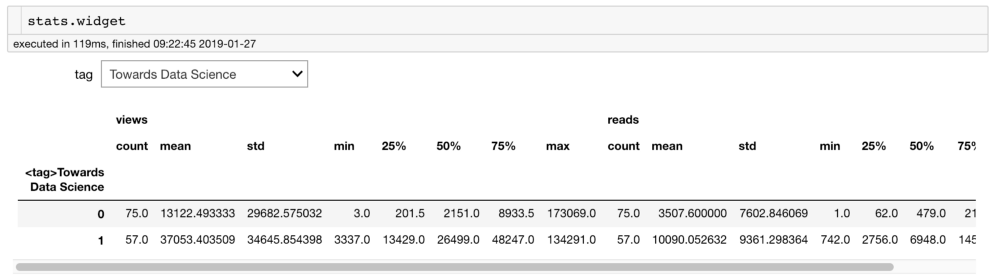 stats.widget
executed in 119ms, finished 09:22:45 2019-01-27
tag Towards Data Science
views reads
count mean std min 25% 50% 75% max count mean std min 25% 50% 75%
<tag>Towards
Data Science
0 75.0 13122.493333 29682.575032 3.0 201.5 2151.0 8933.5 173069.0 75.0 3507.600000 7602.846069 1.0 62.0 479.0 21
1 57.0 37053.403509 34645.854398 3337.0 13429.0 26499.0 48247.0 134291.0 57.0 10090.052632 9361.298364 742.0 2756.0 6948.0 145